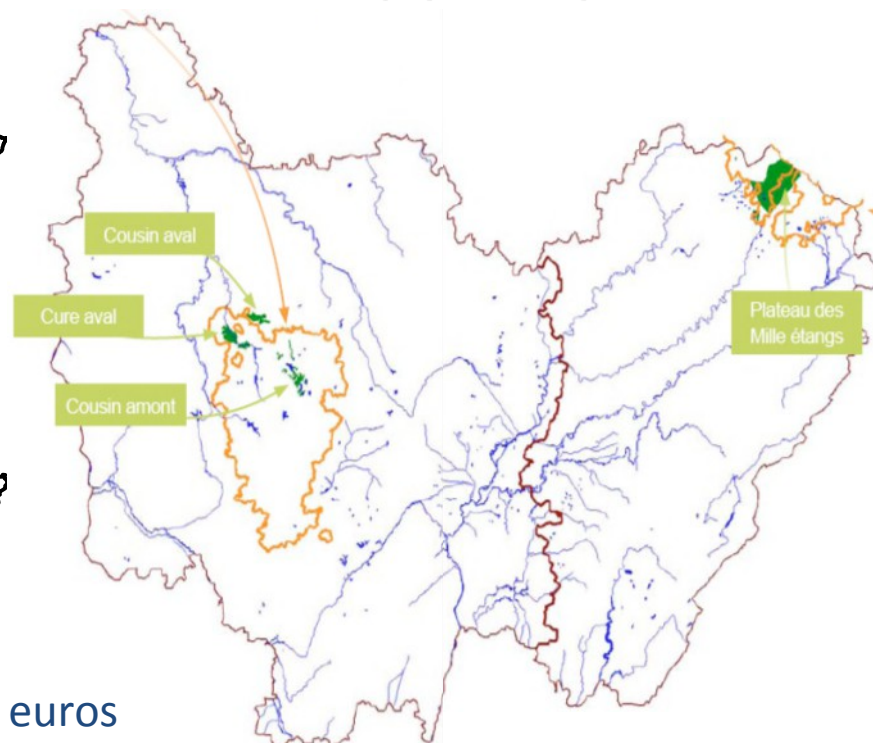 Cousin aval
Cure aval
Plateau des
Mille étangs
Cousin amont
euros